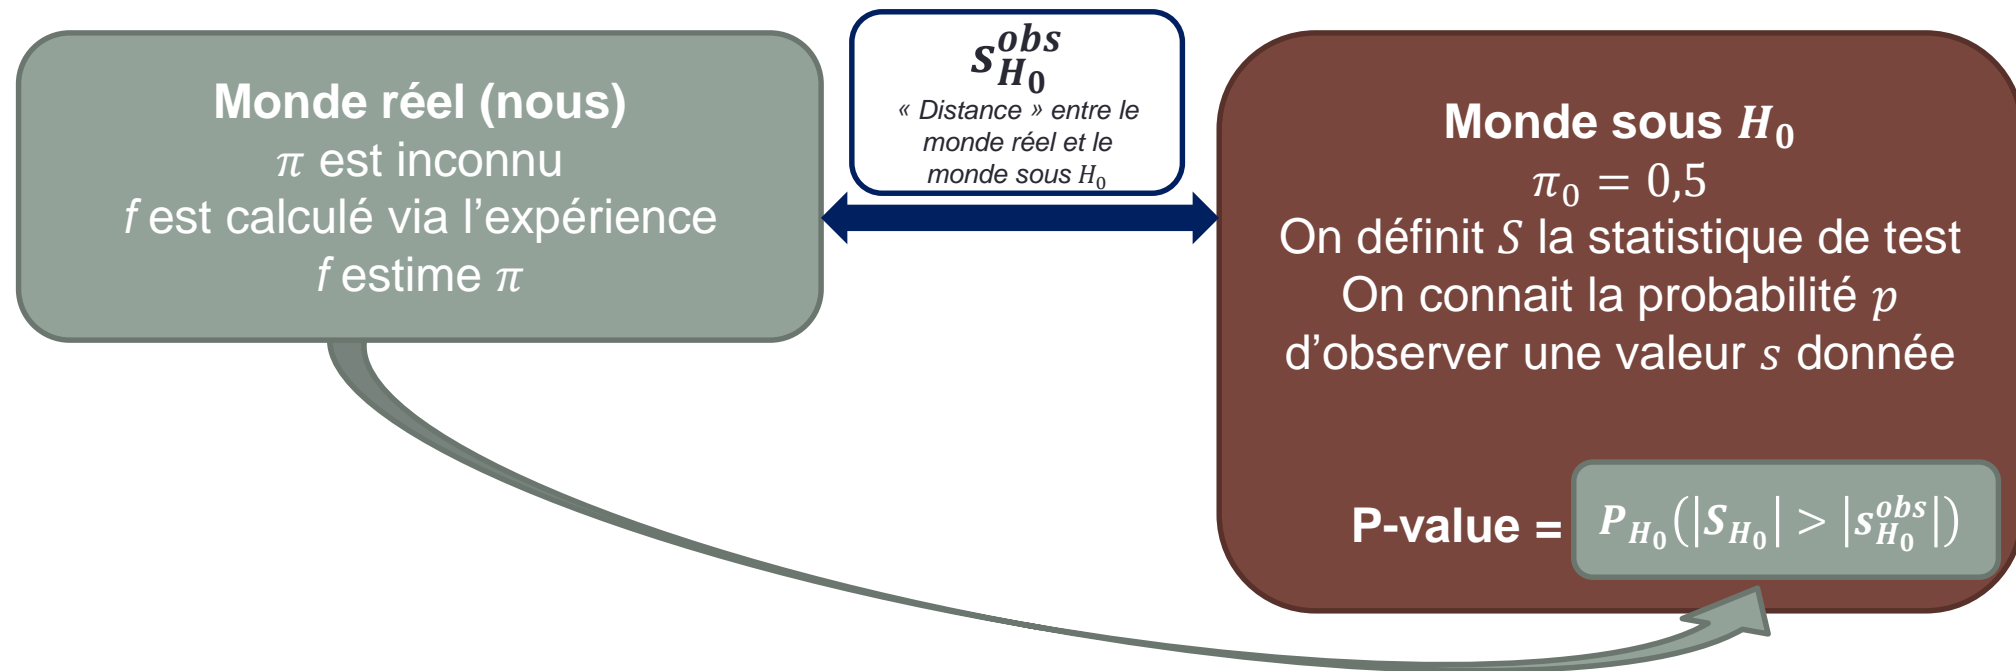 Monde réel (nous)
π est inconnu
f est calculé via l'expérience
f estime π
s_{H_0}^{obs}
« Distance » entre le
monde réel et le
monde sous H_0
Monde sous H_0
π_0 = 0,5
On définit S la statistique de test
On connait la probabilité p
d'observer une valeur s donnée
P-value = P_{H_0}(|S_{H_0}| > |s_{H_0}^{obs}|)